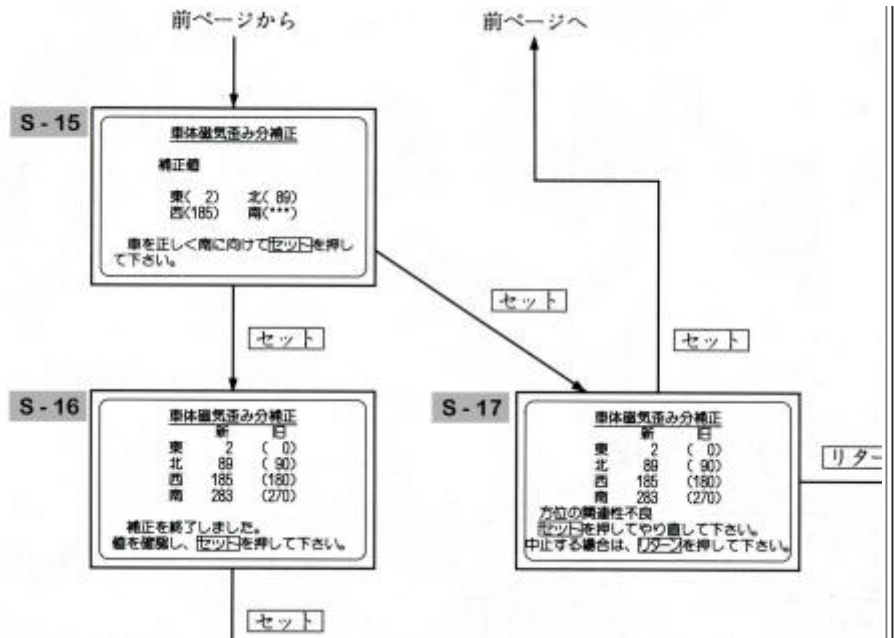 前ページから
前ページへ
S - 15
車体磁気歪み分補正
補正値
東( 2) 北( 89)
西(185) 南(***)
車を正しく南に向けてセットを押し
て下さい。
セット
セット
セット
S - 16
車体磁気歪み分補正
新 旧
東 2 ( 0)
北 89 ( 90)
西 185 (180)
南 283 (270)
補正を終了しました。
値を確認し、セットを押して下さい。
セット
S - 17
車体磁気歪み分補正
新 旧
東 2 ( 0)
北 89 ( 90)
西 185 (180)
南 283 (270)
方位の関連性不良
セットを押してやり直して下さい。
中止する場合は、リターンを押して下さい。
リター